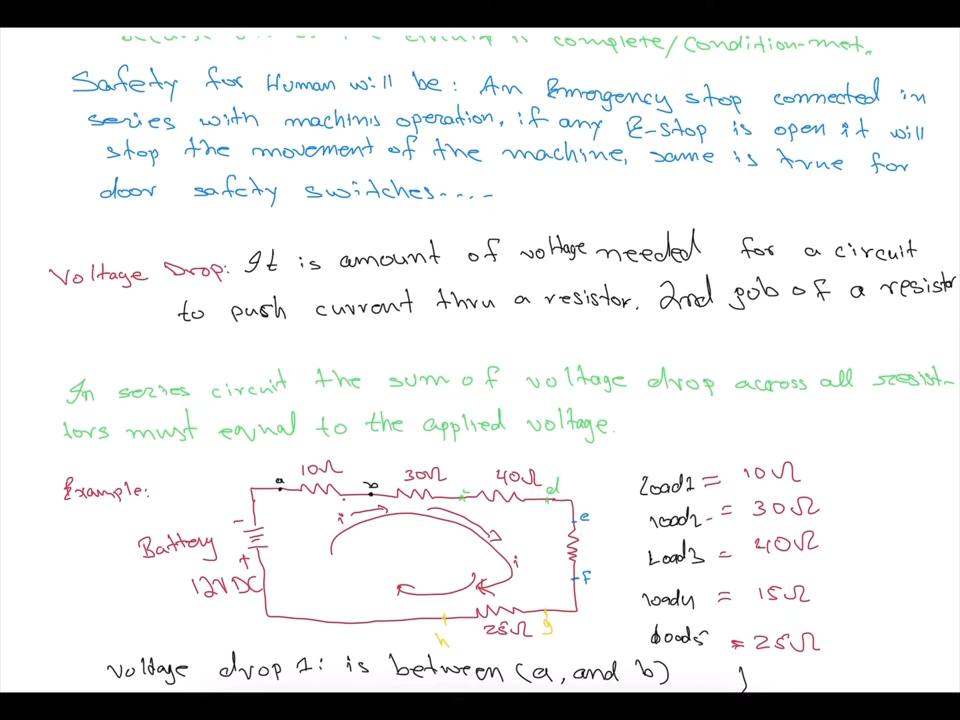 complete/condition-met.
Safety for Human will be: An Emergency stop connected in
series with machins operation, if any E-stop is open it will
stop the movement of the machine, same is true for
door safety switches....
Voltage Drop: It is amount of voltage needed for a circuit
to push current thru a resistor. 2nd job of a resistor
In series circuit the sum of voltage drop across all resist-
tors must equal to the applied voltage.
Example:
10Ω 30Ω 40Ω
a b c d
e
f
g
h
i
i
- 
Battery
+
12VDC
25Ω
Load1 = 10Ω
load2 = 30Ω
Load3 = 40Ω
load4 = 15Ω
load5 = 25Ω
voltage drop 1: is between (a, and b)